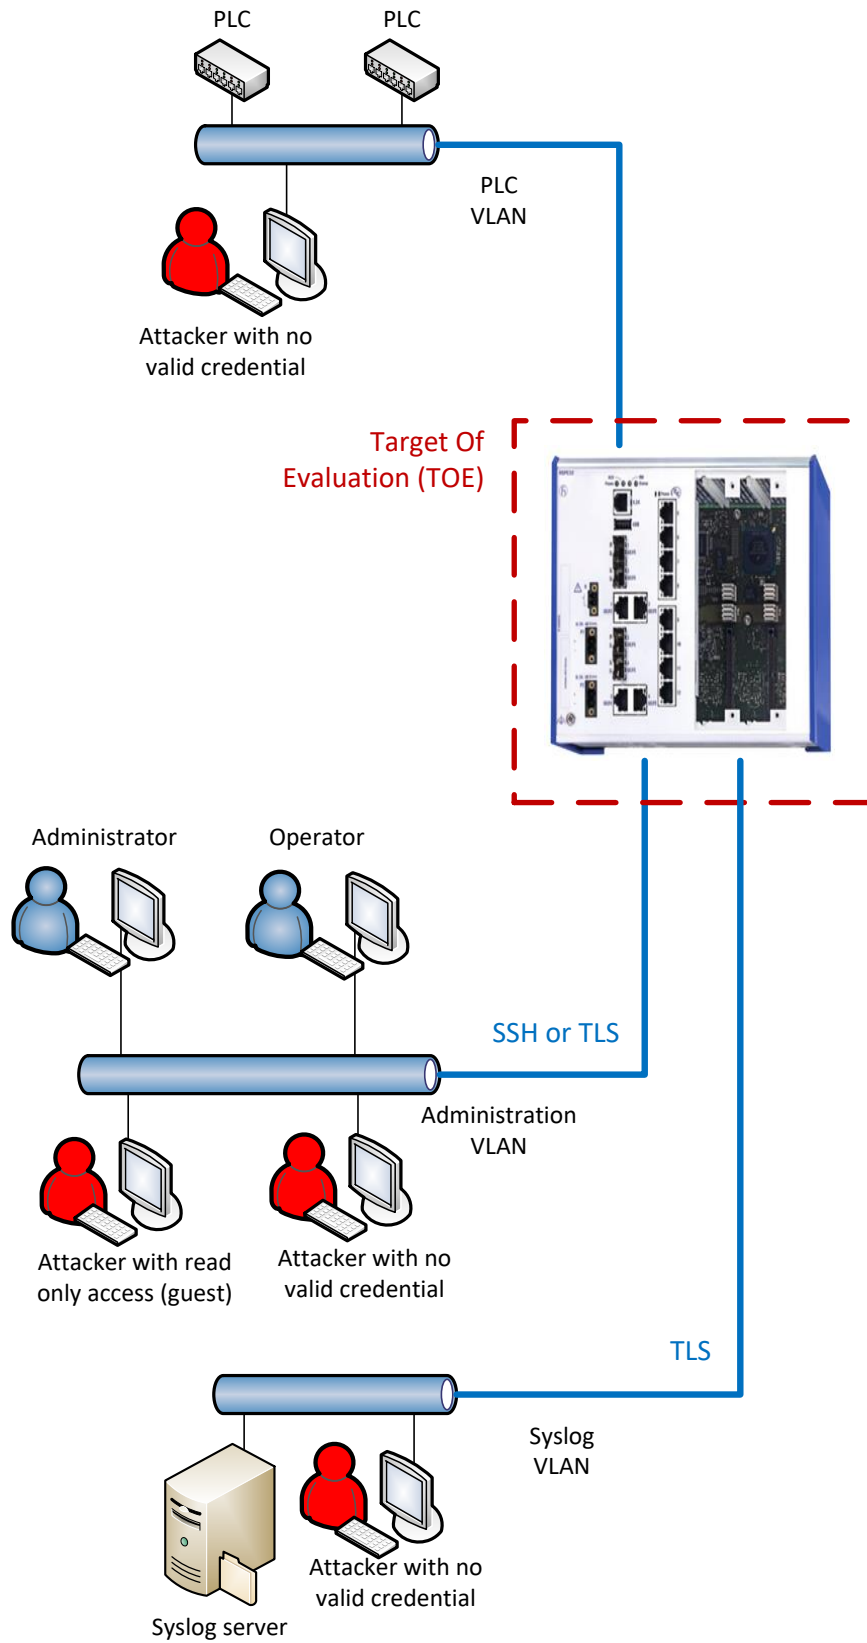 PLC
PLC
PLC
VLAN
Attacker with no
valid credential
Target Of
Evaluation (TOE)
Administrator
Operator
SSH or TLS
Administration
VLAN
Attacker with read
only access (guest)
Attacker with no
valid credential
TLS
Syslog
VLAN
Attacker with no
valid credential
Syslog server